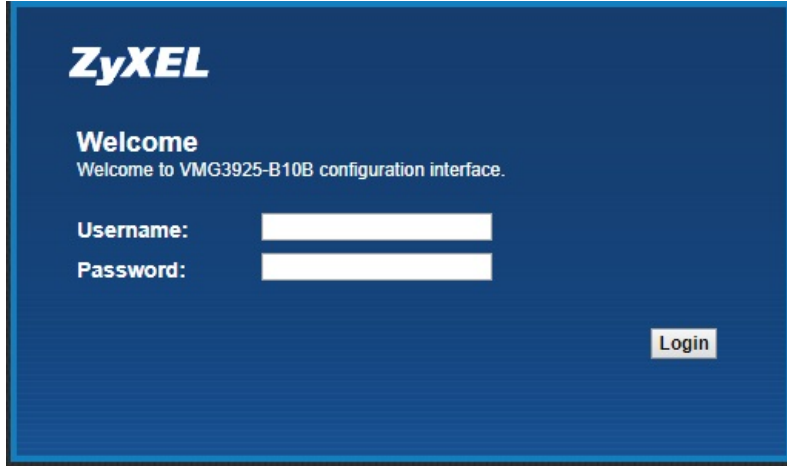 ZyXEL
Welcome
Welcome to VMG3925-B10B configuration interface.
Username:
Password:
Login